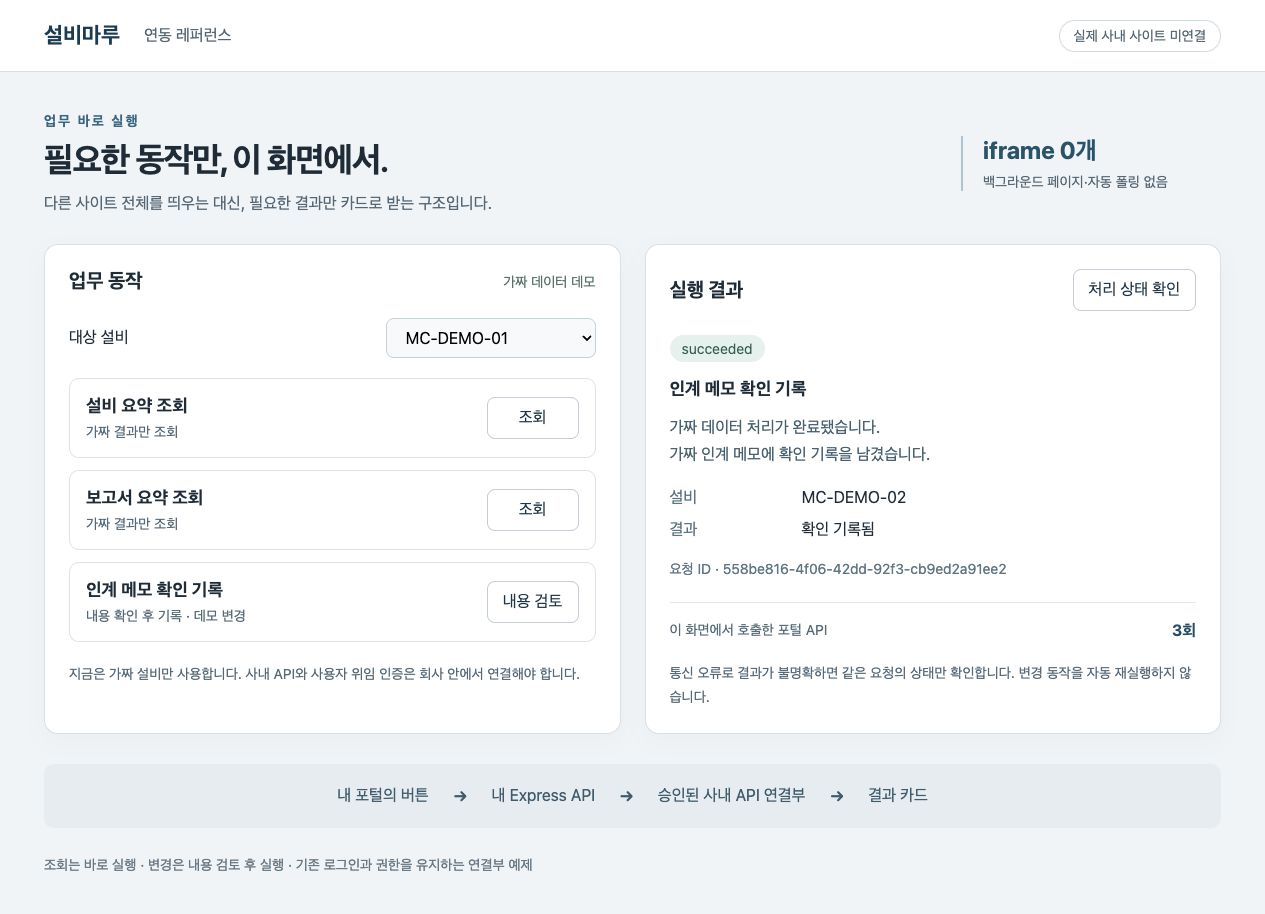 설비마루
연동 레퍼런스
실제 사내 사이트 미연결
업무 바로 실행
필요한 동작만, 이 화면에서.
다른 사이트 전체를 띄우는 대신, 필요한 결과만 카드로 받는 구조입니다.
iframe 0개
백그라운드 페이지·자동 폴링 없음
업무 동작
가짜 데이터 데모
대상 설비
MC-DEMO-01
설비 요약 조회
가짜 결과만 조회
조회
보고서 요약 조회
가짜 결과만 조회
조회
인계 메모 확인 기록
내용 확인 후 기록 · 데모 변경
내용 검토
지금은 가짜 설비만 사용합니다. 사내 API와 사용자 위임 인증은 회사 안에서 연결해야 합니다.
실행 결과
처리 상태 확인
succeeded
인계 메모 확인 기록
가짜 데이터 처리가 완료됐습니다.
가짜 인계 메모에 확인 기록을 남겼습니다.
설비 MC-DEMO-02
결과 확인 기록됨
요청 ID · 558be816-4f06-42dd-92f3-cb9ed2a91ee2
이 화면에서 호출한 포털 API 3회
통신 오류로 결과가 불명확하면 같은 요청의 상태만 확인합니다. 변경 동작을 자동 재실행하지 않
습니다.
내 포털의 버튼 → 내 Express API → 승인된 사내 API 연결부 → 결과 카드
조회는 바로 실행 · 변경은 내용 검토 후 실행 · 기존 로그인과 권한을 유지하는 연결부 예제